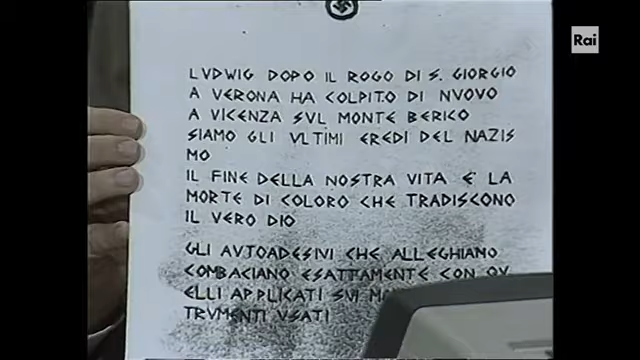 Rai
LVDWIG DOPO IL ROGO DI S. GIORGIO
A VERONA HA COLPITO DI NVOVO
A VICENZA SVL MONTE BERICO
SIAMO GLI VLTIMI EREDI DEL NAZIS
MO
IL FINE DELLA NOSTRA VITA E' LA
MORTE DI COLORO CHE TRADISCONO
IL VERO DIO
GLI AVTOADESIVI CHE ALLEGHIAMO
COMBACIANO ESATTAMENTE CON QV
ELLI APPLICATI SVI
TRVMENTI VSATI